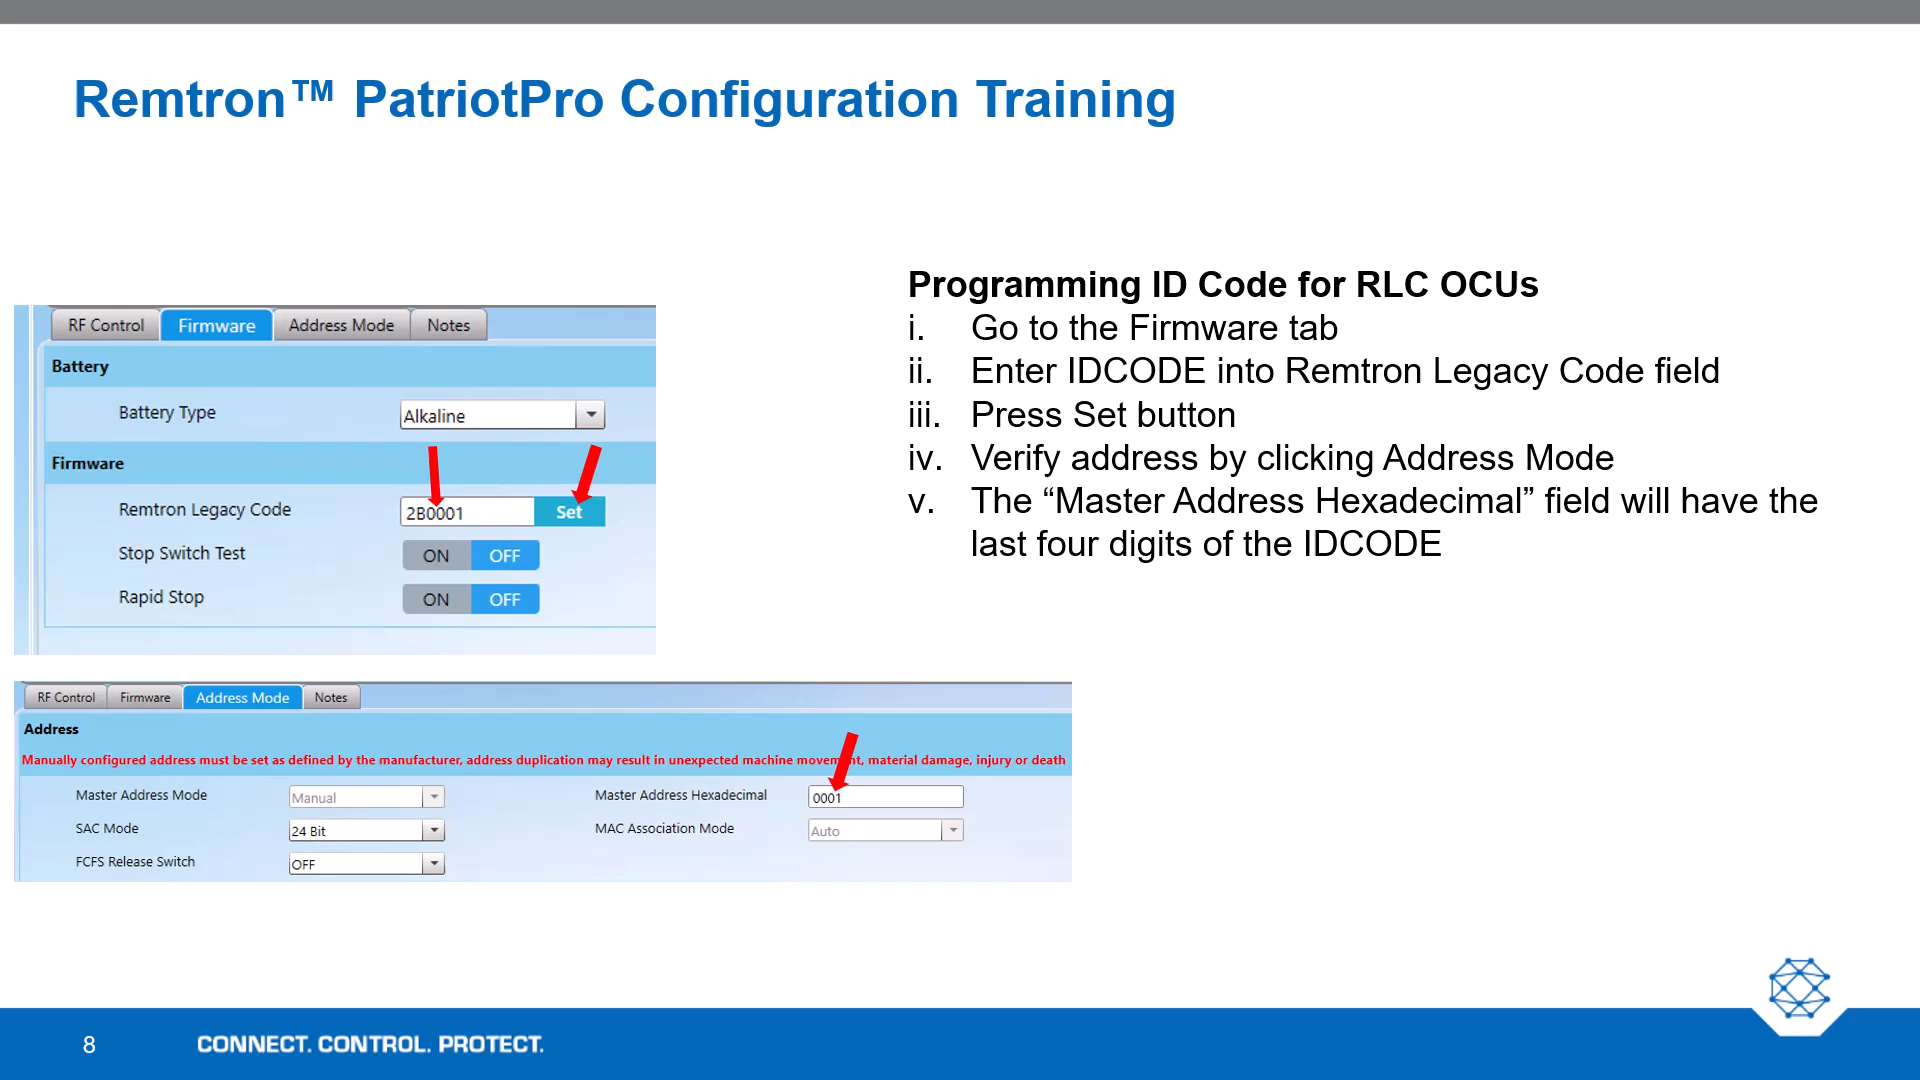 Remtron™ PatriotPro Configuration Training
RF Control Firmware Address Mode Notes
Battery
Battery Type Alkaline
Firmware
Remtron Legacy Code 2B0001 Set
Stop Switch Test ON OFF
Rapid Stop ON OFF
Programming ID Code for RLC OCUs
i. Go to the Firmware tab
ii. Enter IDCODE into Remtron Legacy Code field
iii. Press Set button
iv. Verify address by clicking Address Mode
v. The “Master Address Hexadecimal” field will have the
last four digits of the IDCODE
RF Control Firmware Address Mode Notes
Address
Manually configured address must be set as defined by the manufacturer, address duplication may result in unexpected machine movement, material damage, injury or death
Master Address Mode Manual Master Address Hexadecimal 0001
SAC Mode 24 Bit MAC Association Mode Auto
FCFS Release Switch OFF
8 CONNECT. CONTROL. PROTECT.